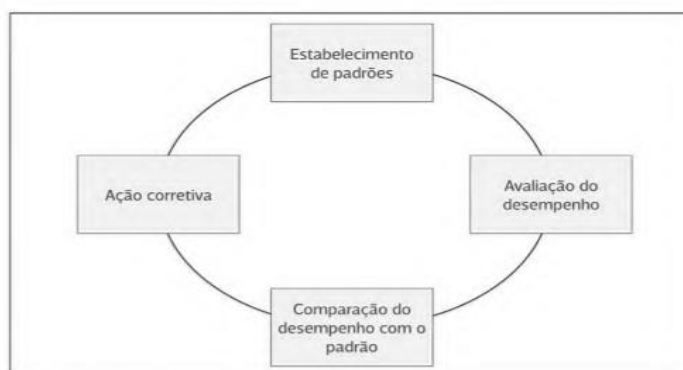 Estabelecimento
de padrões
Ação corretiva
Avaliação do
desempenho
Comparação do
desempenho com o
padrão